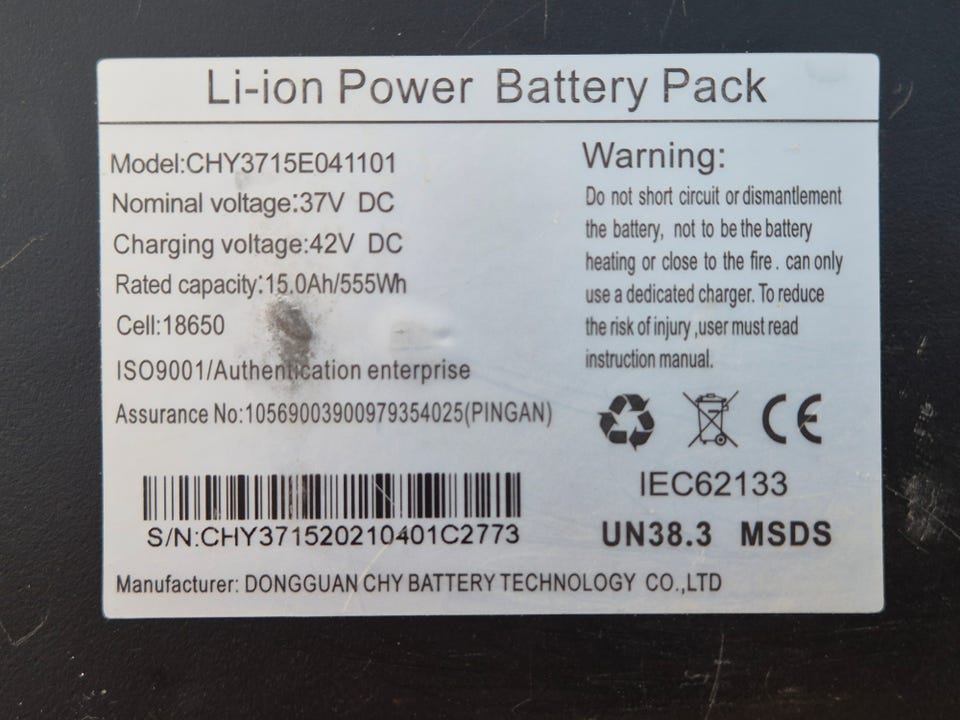 Li-ion Power Battery Pack
Model:CHY3715E041101
Nominal voltage:37V DC
Charging voltage:42V DC
Rated capacity:15.0Ah/555Wh
Cell:18650
ISO9001/Authentication enterprise
Assurance No:10569003900979354025(PINGAN)
S/N:CHY371520210401C2773
Manufacturer: DONGGUAN CHY BATTERY TECHNOLOGY CO.,LTD
Warning:
Do not short circuit or dismantlement
the battery, not to be the battery
heating or close to the fire. can only
use a dedicated charger. To reduce
the risk of injury ,user must read
instruction manual.
CE
IEC62133
UN38.3 MSDS